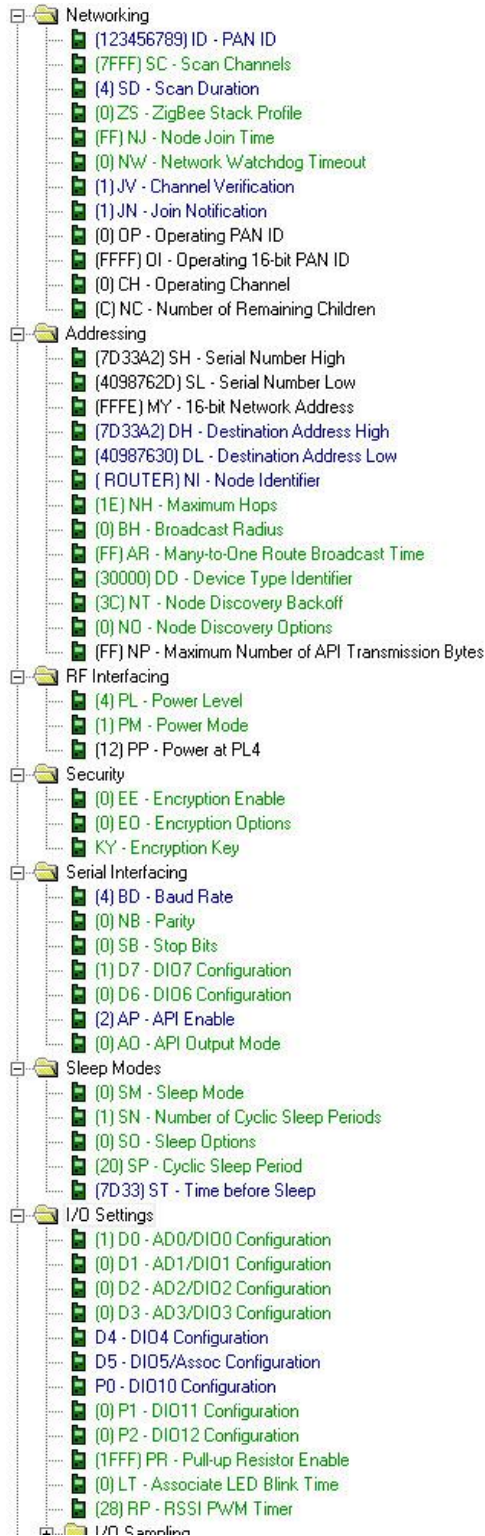 Networking
(123456789) ID - PAN ID
(7FFF) SC - Scan Channels
(4) SD - Scan Duration
(0) ZS - ZigBee Stack Profile
(FF) NJ - Node Join Time
(0) NW - Network Watchdog Timeout
(1) JV - Channel Verification
(1) JN - Join Notification
(0) OP - Operating PAN ID
(FFFF) OI - Operating 16-bit PAN ID
(0) CH - Operating Channel
(C) NC - Number of Remaining Children
Addressing
(7D33A2) SH - Serial Number High
(4098762D) SL - Serial Number Low
(FFFE) MY - 16-bit Network Address
(7D33A2) DH - Destination Address High
(40987630) DL - Destination Address Low
( ROUTER) NI - Node Identifier
(1E) NH - Maximum Hops
(0) BH - Broadcast Radius
(FF) AR - Many-to-One Route Broadcast Time
(30000) DD - Device Type Identifier
(3C) NT - Node Discovery Backoff
(0) NO - Node Discovery Options
(FF) NP - Maximum Number of API Transmission Bytes
RF Interfacing
(4) PL - Power Level
(1) PM - Power Mode
(12) PP - Power at PL4
Security
(0) EE - Encryption Enable
(0) EO - Encryption Options
KY - Encryption Key
Serial Interfacing
(4) BD - Baud Rate
(0) NB - Parity
(0) SB - Stop Bits
(1) D7 - DIO7 Configuration
(0) D6 - DIO6 Configuration
(2) AP - API Enable
(0) AO - API Output Mode
Sleep Modes
(0) SM - Sleep Mode
(1) SN - Number of Cyclic Sleep Periods
(0) SO - Sleep Options
(20) SP - Cyclic Sleep Period
(7D33) ST - Time before Sleep
I/O Settings
(1) D0 - AD0/DIO0 Configuration
(0) D1 - AD1/DIO1 Configuration
(0) D2 - AD2/DIO2 Configuration
(0) D3 - AD3/DIO3 Configuration
D4 - DIO4 Configuration
D5 - DIO5/Assoc Configuration
P0 - DIO10 Configuration
(0) P1 - DIO11 Configuration
(0) P2 - DIO12 Configuration
(1FFF) PR - Pull-up Resistor Enable
(0) LT - Associate LED Blink Time
(28) RP - RSSI PWM Timer
I/O Sampling